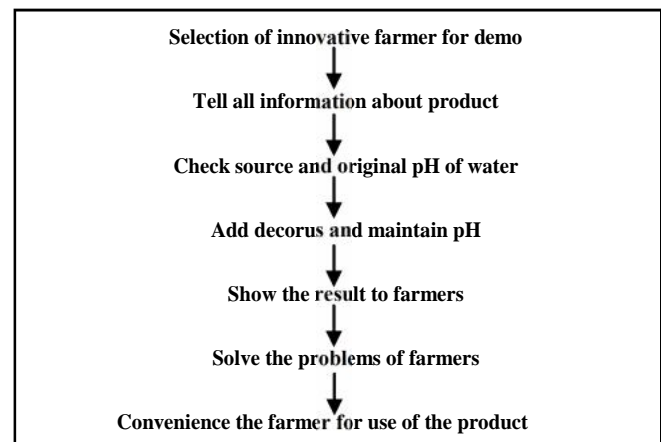 Selection of innovative farmer for demo
Tell all information about product
Check source and original pH of water
Add decorus and maintain pH
Show the result to farmers
Solve the problems of farmers
Convenience the farmer for use of the product